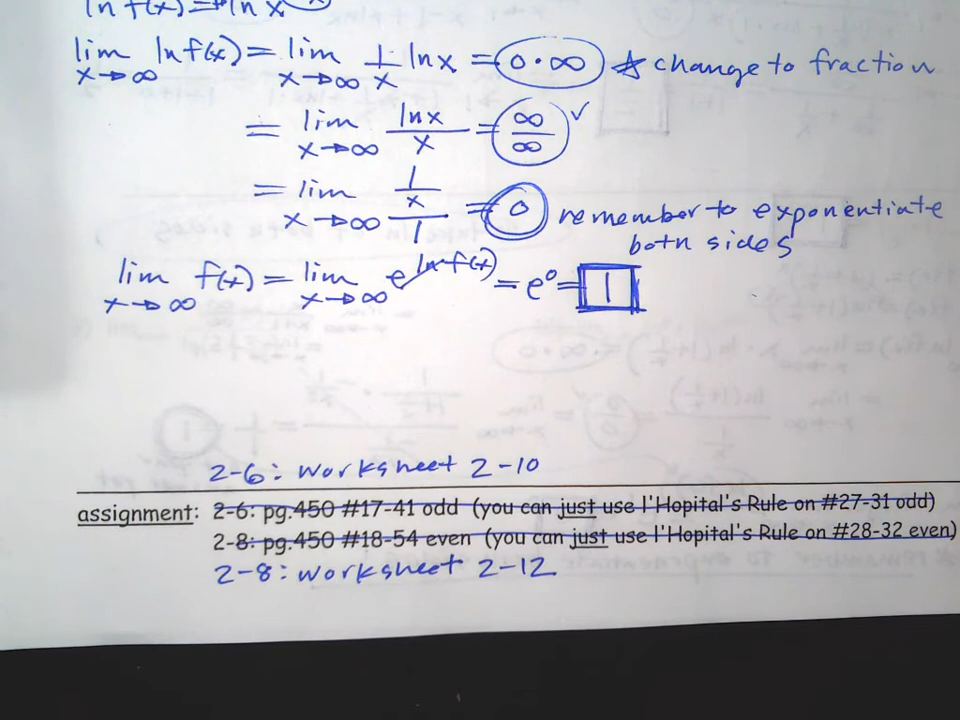 ln f(x) = ln x
lim x→∞ ln f(x) = lim x→∞ 1/x ln x = 0·∞ ☆ change to fraction
= lim x→∞ ln x / x = ∞/∞ ✓
= lim x→∞ (1/x)/1 = 0 remember to exponentiate
both sides
lim x→∞ f(x) = lim x→∞ e^ln f(x) = e^0 = 1
2-6: worksheet 2-10
assignment: 2-6: pg.450 #17-41 odd (you can just use l'Hopital's Rule on #27-31 odd)
2-8: pg.450 #18-54 even (you can just use l'Hopital's Rule on #28-32 even)
2-8: worksheet 2-12